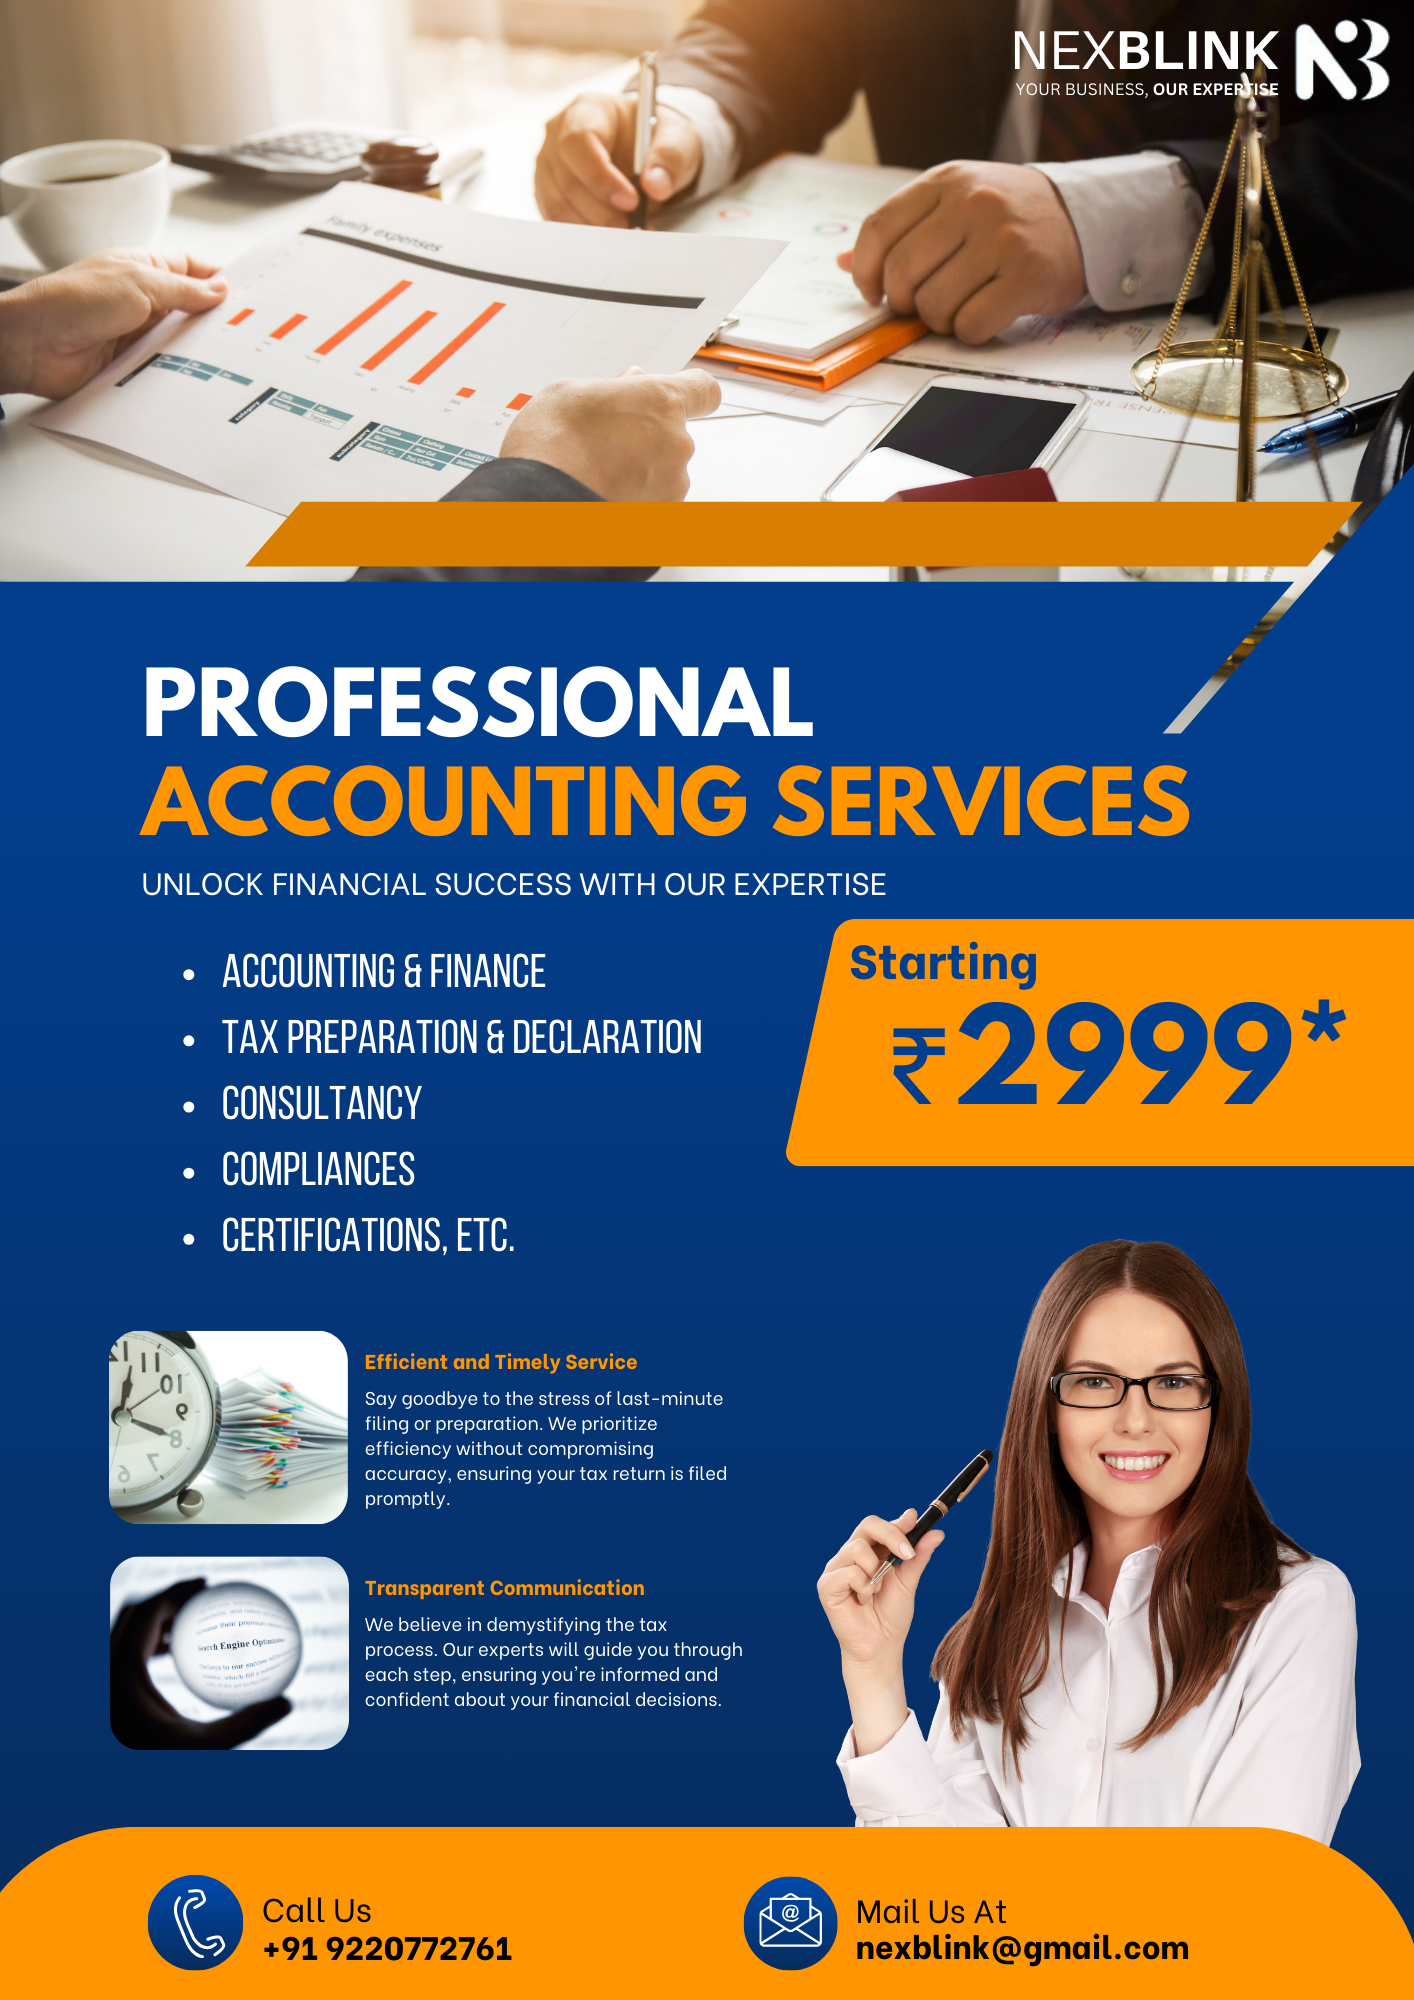 NEXBLINK
YOUR BUSINESS, OUR EXPERTISE
Family expenses
PROFESSIONAL
ACCOUNTING SERVICES
UNLOCK FINANCIAL SUCCESS WITH OUR EXPERTISE
• ACCOUNTING & FINANCE
• TAX PREPARATION & DECLARATION
• CONSULTANCY
• COMPLIANCES
• CERTIFICATIONS, ETC.
Starting
₹2999*
Efficient and Timely Service
Say goodbye to the stress of last-minute
filing or preparation. We prioritize
efficiency without compromising
accuracy, ensuring your tax return is filed
promptly.
Search Engine
Transparent Communication
We believe in demystifying the tax
process. Our experts will guide you through
each step, ensuring you're informed and
confident about your financial decisions.
Call Us
+91 9220772761
Mail Us At
nexblink@gmail.com